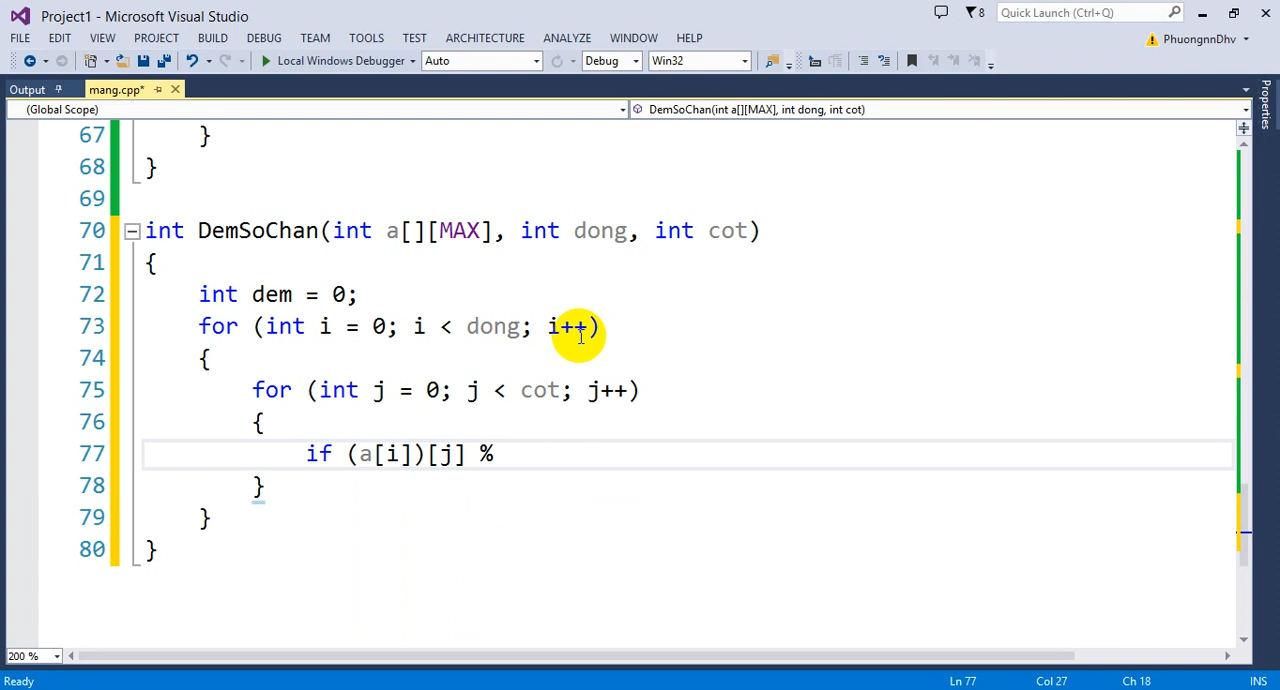 Project1 - Microsoft Visual Studio
8
Quick Launch (Ctrl+Q)
FILE EDIT VIEW PROJECT BUILD DEBUG TEAM TOOLS TEST ARCHITECTURE ANALYZE WINDOW HELP
PhuongnnDhv
Local Windows Debugger Auto Debug Win32
Output mang.cpp*
(Global Scope) DemSoChan(int a[][MAX], int dong, int cot)
Properties
67 }
68 }
69
70 int DemSoChan(int a[][MAX], int dong, int cot)
71 {
72 int dem = 0;
73 for (int i = 0; i < dong; i++)
74 {
75 for (int j = 0; j < cot; j++)
76 {
77 if (a[i])[j] %
78 }
79 }
80 }
200 %
Ready Ln 77 Col 27 Ch 18 INS